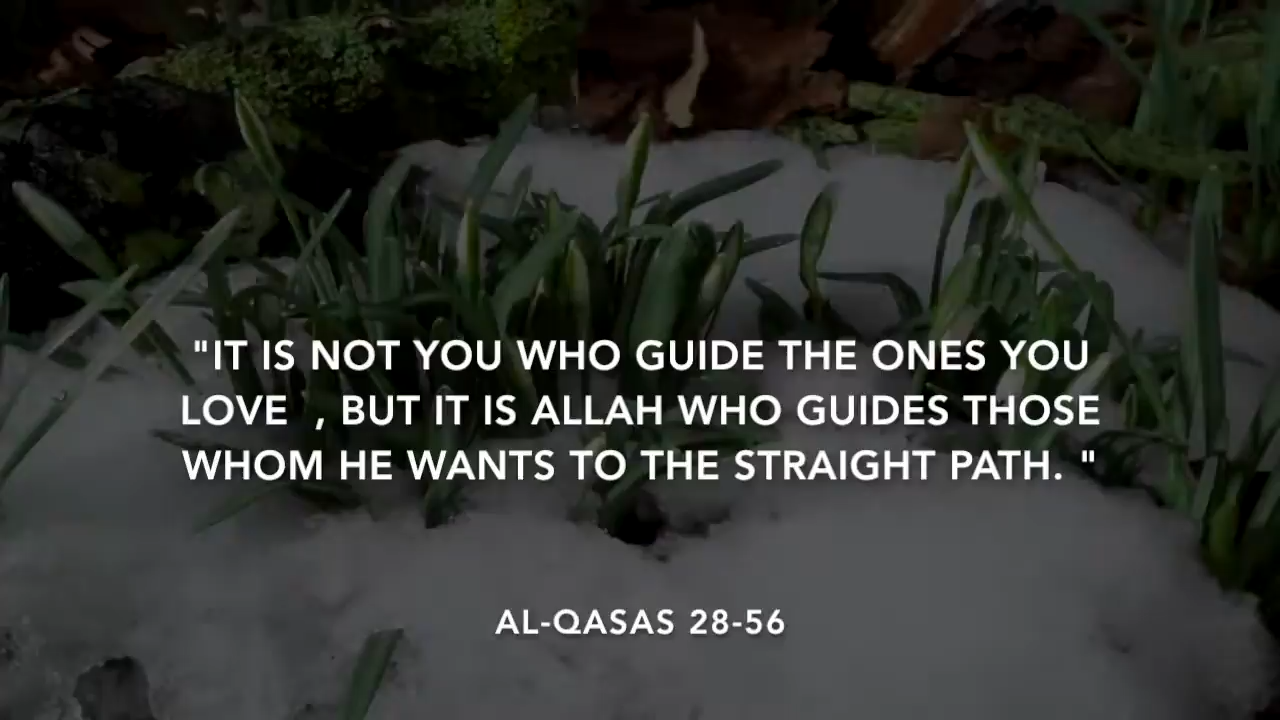 "IT IS NOT YOU WHO GUIDE THE ONES YOU
LOVE  , BUT IT IS ALLAH WHO GUIDES THOSE
WHOM HE WANTS TO THE STRAIGHT PATH. "
AL-QASAS 28-56